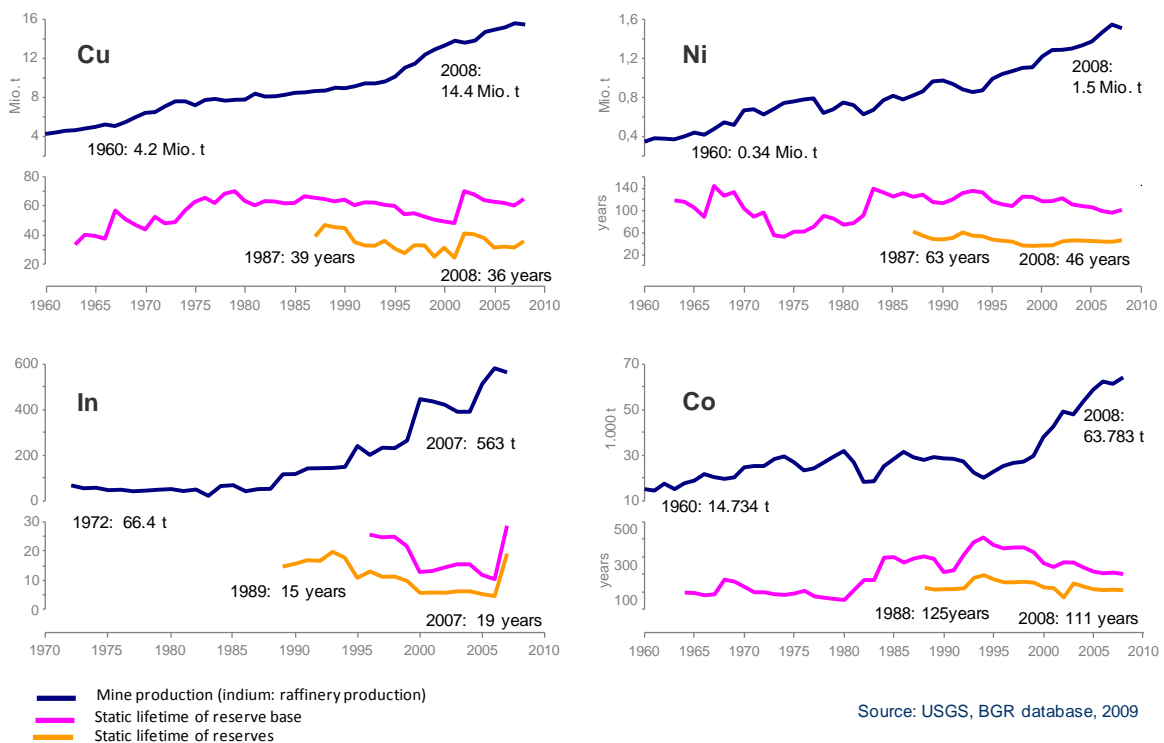 16
12
8
4
Mio. t
Cu
2008:
14.4 Mio. t
1960: 4.2 Mio. t
80
60
40
20
1987: 39 years
2008: 36 years
1960 1965 1970 1975 1980 1985 1990 1995 2000 2005 2010
1,6
1,2
0,8
0,4
Mio. t
Ni
2008:
1.5 Mio. t
1960: 0.34 Mio. t
140
100
60
20
years
1987: 63 years
2008: 46 years
1960 1965 1970 1975 1980 1985 1990 1995 2000 2005 2010
600
400
200
0
In
2007: 563 t
1972: 66.4 t
30
20
10
0
1989: 15 years
2007: 19 years
1970 1975 1980 1985 1990 1995 2000 2005 2010
70
50
30
10
1.000 t
Co
2008:
63.783 t
1960: 14.734 t
500
300
100
years
1988: 125years
2008: 111 years
1960 1965 1970 1975 1980 1985 1990 1995 2000 2005 2010
Mine production (indium: raffinery production)
Static lifetime of reserve base
Static lifetime of reserves
Source: USGS, BGR database, 2009